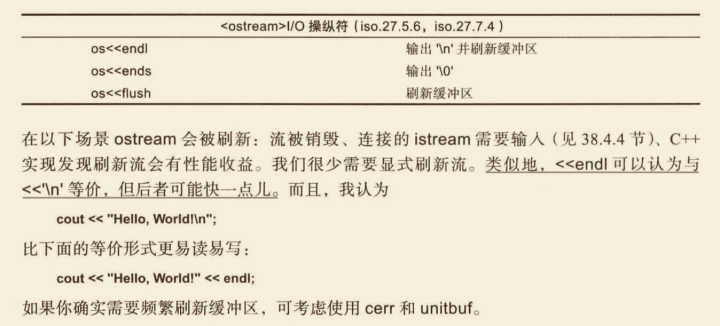 <ostream>I/O 操纵符（iso.27.5.6，iso.27.7.4）
os<<endl 输出 '\n' 并刷新缓冲区
os<<ends 输出 '\0'
os<<flush 刷新缓冲区
在以下场景 ostream 会被刷新：流被销毁、连接的 istream 需要输入（见 38.4.4 节）、C++
实现发现刷新流会有性能收益。我们很少需要显式刷新流。类似地，<<endl 可以认为与
<<'\n' 等价，但后者可能快一点儿。而且，我认为
cout << "Hello, World!\n";
比下面的等价形式更易读易写：
cout << "Hello, World!" << endl;
如果你确实需要频繁刷新缓冲区，可考虑使用 cerr 和 unitbuf。